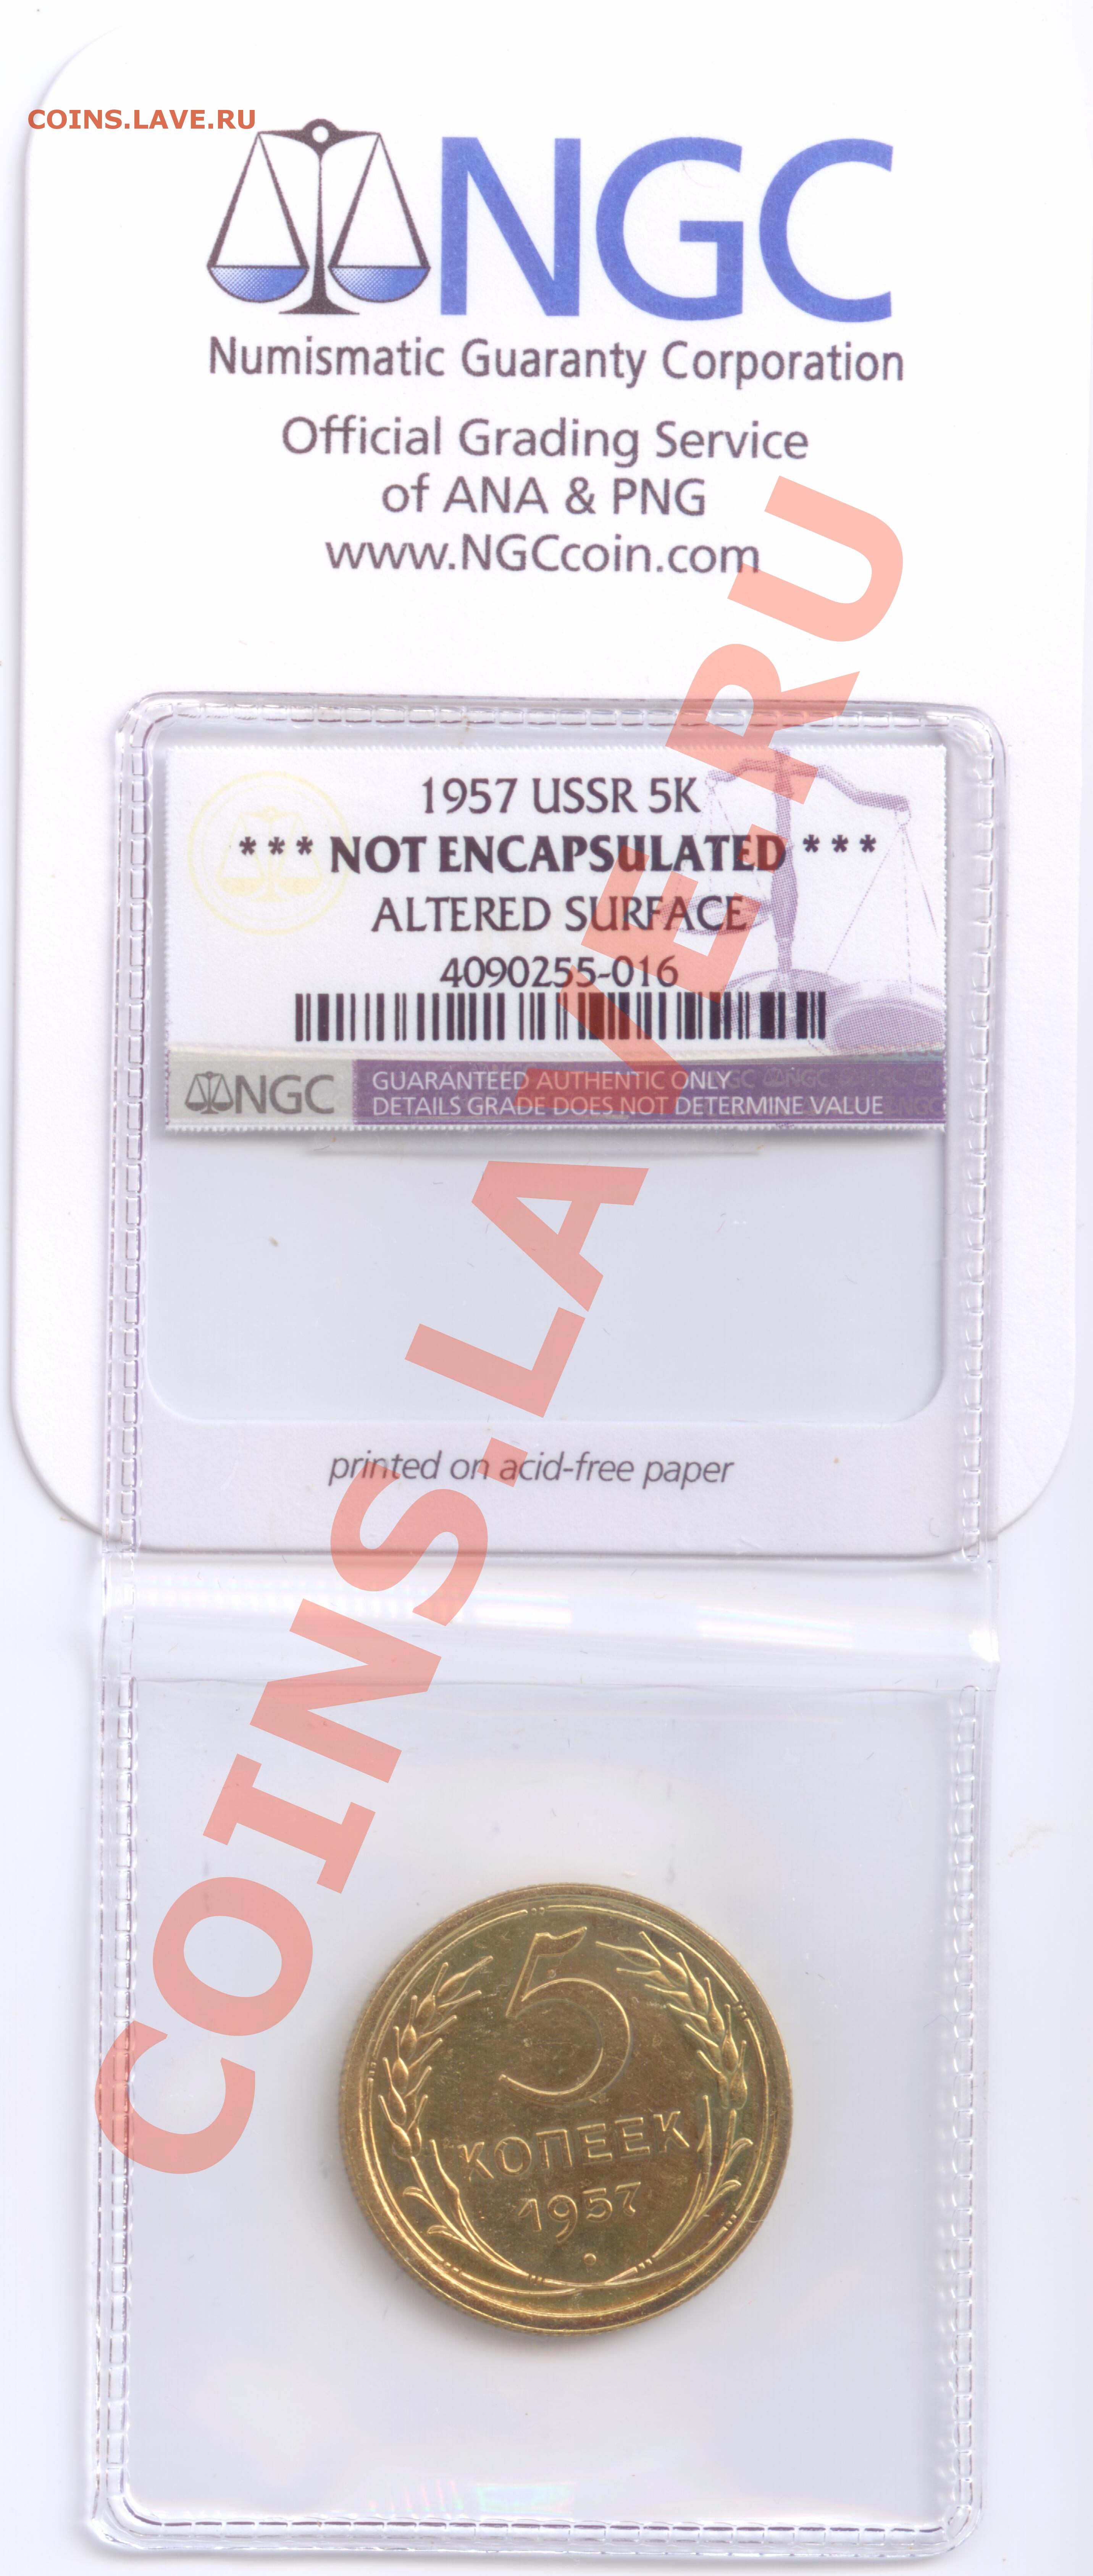 COINS.LAVE.RU
NGC
Numismatic Guaranty Corporation
Official Grading Service
of ANA & PNG
www.NGCcoin.com
1957 USSR 5K
*** NOT ENCAPSULATED ***
ALTERED SURFACE
4090255-016
NGC
GUARANTEED AUTHENTIC ONLY
DETAILS GRADE DOES NOT DETERMINE VALUE
printed on acid-free paper
COINS.LAVE.RU
5
КОПЕЕК
1957